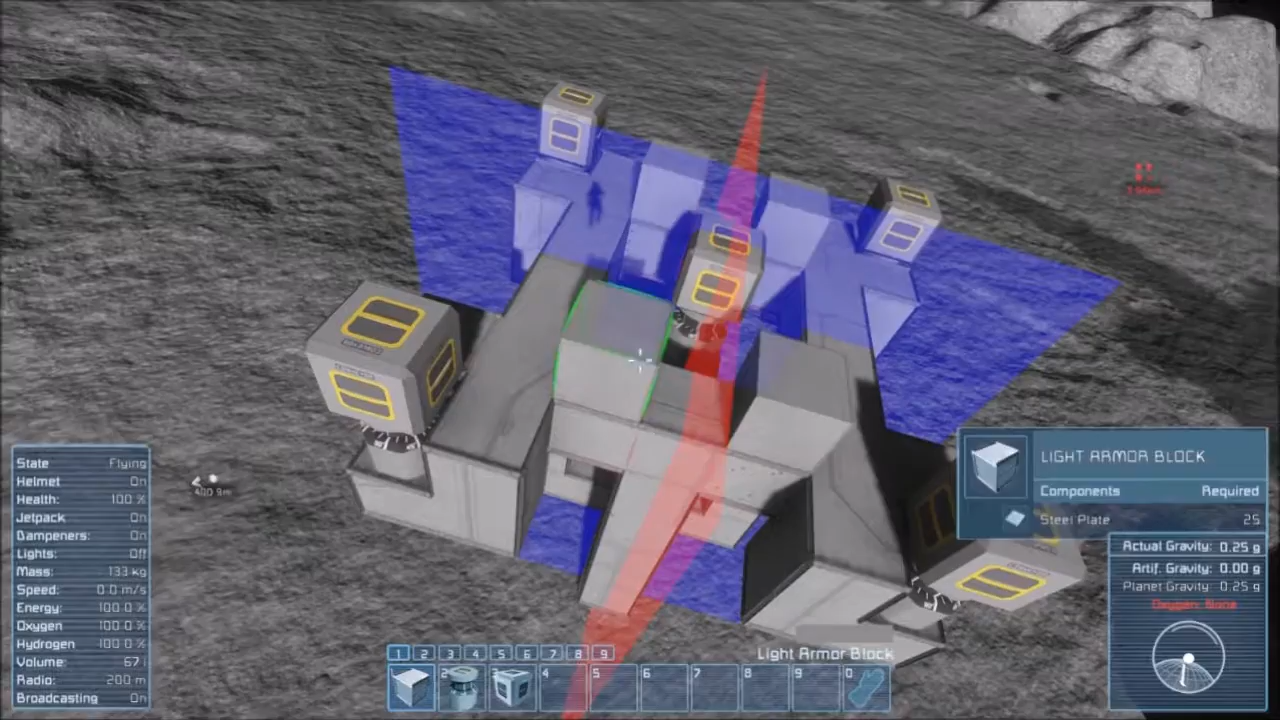 State Flying
Helmet On
Health: 100 %
Jetpack On
Dampeners: On
Lights: Off
Mass: 133 kg
Speed: 0.0 m/s
Energy: 100.0 %
Oxygen 100.0 %
Hydrogen 100.0 %
Volume: 67 l
Radio: 200 m
Broadcasting On
400.9m
LIGHT ARMOR BLOCK
Components Required
Steel Plate 25
Actual Gravity: 0.25 g
Artif. Gravity: 0.00 g
Planet Gravity: 0.25 g
Oxygen: None
Light Armor Block
1 2 3 4 5 6 7 8 9
2 3 4 5 6 7 8 9 0